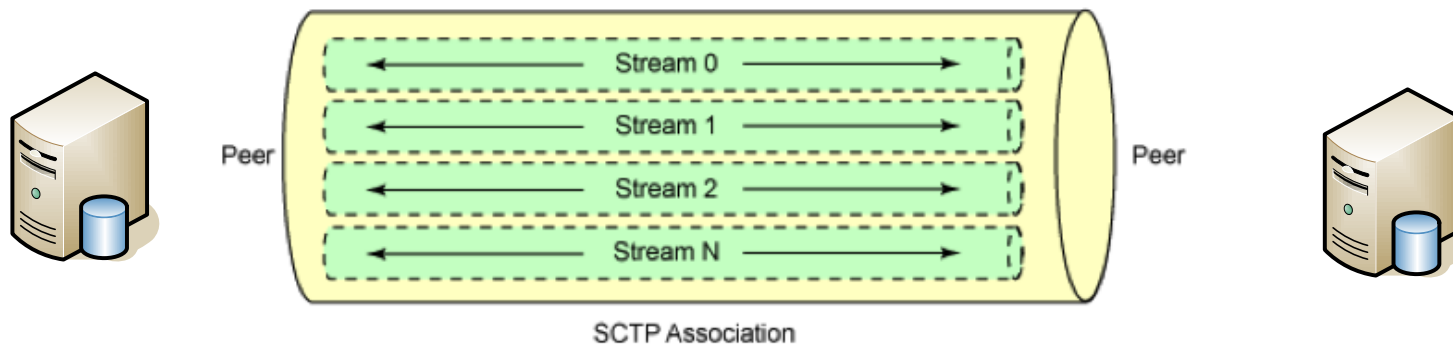 Stream 0
Stream 1
Peer
Peer
Stream 2
Stream N
SCTP Association